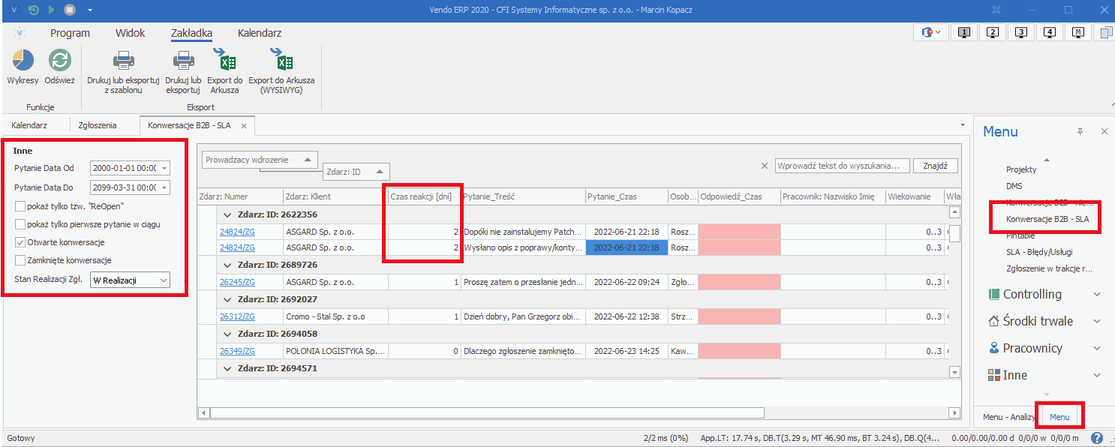 Vendo ERP 2020 - CFI Systemy Informatyczne sp. z o.o. - Marcin Kopacz
Program Widok Zakładka Kalendarz
1 2 3 4 M
Wykresy
Odśwież
Drukuj lub eksportuj z szablonu
Drukuj lub eksportuj
Export do Arkusza
Export do Arkusza (WYSIWYG)
Funkcje
Eksport
Kalendarz Zgłoszenia Konwersacje B2B - SLA
Inne
Pytanie Data Od 2000-01-01 00:00
Pytanie Data Do 2099-03-31 00:00
pokaż tylko tzw. "ReOpen"
pokaż tylko pierwsze pytanie w ciągu
Otwarte konwersacje
Zamknięte konwersacje
Stan Realizacji Zgł. W Realizacji
Prowadzacy wdrożenie
Zdarz: ID
Wprowadź tekst do wyszukiwania... Znajdź
Zdarz: Numer Zdarz: Klient Czas reakcji [dni] Pytanie_Treść Pytanie_Czas Osob... Odpowiedź_Czas Pracownik: Nazwisko Imię Wiekowanie Wła
Zdarz: ID: 2622356
24824/ZG ASGARD Sp. z o.o. 2 Dopóki nie zainstalujemy Patch... 2022-06-21 22:18 Rosz... 0..3
24824/ZG ASGARD Sp. z o.o. 2 Wysłano opis z poprawy/konty... 2022-06-21 22:18 Rosz... 0..3
Zdarz: ID: 2689726
26245/ZG ASGARD Sp. z o.o. 1 Proszę zatem o przesłanie jedn... 2022-06-22 09:24 Zgło... 0..3
Zdarz: ID: 2692027
26312/ZG Cromo - Stal Sp. z o.o 1 Dzień dobry, Pan Grzegorz obi... 2022-06-22 12:38 Strz... 0..3
Zdarz: ID: 2694058
26349/ZG POLONIA LOGISTYKA Sp.... 0 Dlaczego zgłoszenie zamknięto... 2022-06-23 14:25 Kaw... 0..3
Zdarz: ID: 2694571
Menu
Projekty
DMS
Konwersacje B2B - SLA
SLA - Błędy/Usługi
Zgłoszenie w trakcje r...
Controlling
Środki trwałe
Pracownicy
Inne
Menu - Analizy Menu
Gotowy 2/2 ms (0%) App.LT: 17.74 s, DB.T(3.29 s, MT 46.90 ms, BT 3.24 s), DB.Q(4... 0.00/0.00/0.00 d 0/0/0 w 0/0/0 m